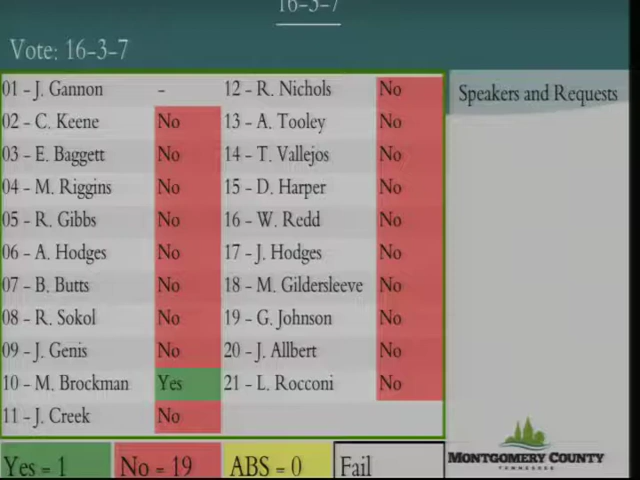 16-3-7
Vote: 16-3-7
01 - J. Gannon -
02 - C. Keene No
03 - E. Baggett No
04 - M. Riggins No
05 - R. Gibbs No
06 - A. Hodges No
07 - B. Butts No
08 - R. Sokol No
09 - J. Genis No
10 - M. Brockman Yes
11 - J. Creek No
12 - R. Nichols No
13 - A. Tooley No
14 - T. Vallejos No
15 - D. Harper No
16 - W. Redd No
17 - J. Hodges No
18 - M. Gildersleeve No
19 - G. Johnson No
20 - J. Allbert No
21 - L. Rocconi No
Yes = 1 No = 19 ABS = 0 Fail
Speakers and Requests
MONTGOMERY COUNTY
TENNESSEE